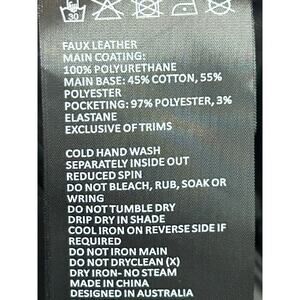 30
FAUX LEATHER
MAIN COATING:
100% POLYURETHANE
MAIN BASE: 45% COTTON, 55%
POLYESTER
POCKETING: 97% POLYESTER, 3%
ELASTANE
EXCLUSIVE OF TRIMS
COLD HAND WASH
SEPARATELY INSIDE OUT
REDUCED SPIN
DO NOT BLEACH, RUB, SOAK OR
WRING
DO NOT TUMBLE DRY
DRIP DRY IN SHADE
COOL IRON ON REVERSE SIDE IF
REQUIRED
DO NOT IRON MAIN
DO NOT DRYCLEAN (X)
DRY IRON- NO STEAM
MADE IN CHINA
DESIGNED IN AUSTRALIA